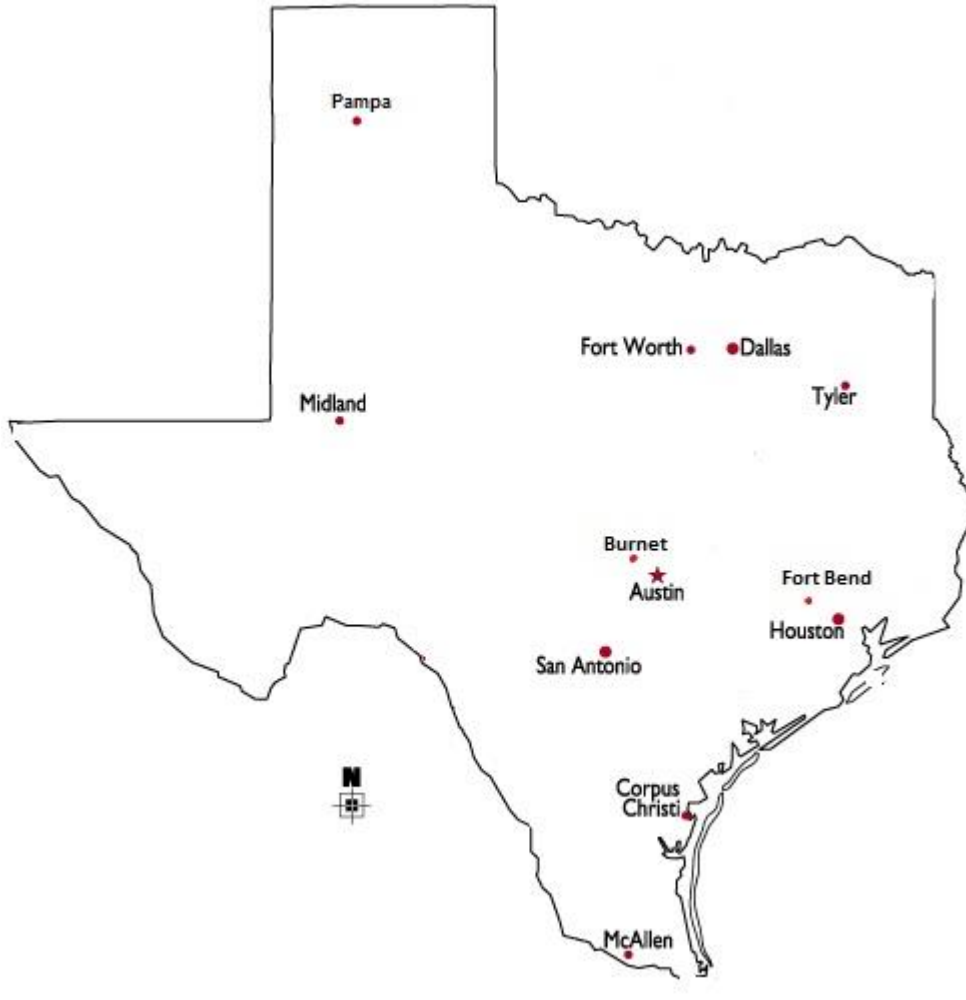 Pampa
Fort Worth
Dallas
Tyler
Midland
Burnet
Austin
Fort Bend
Houston
San Antonio
N
Corpus
Christi
McAllen